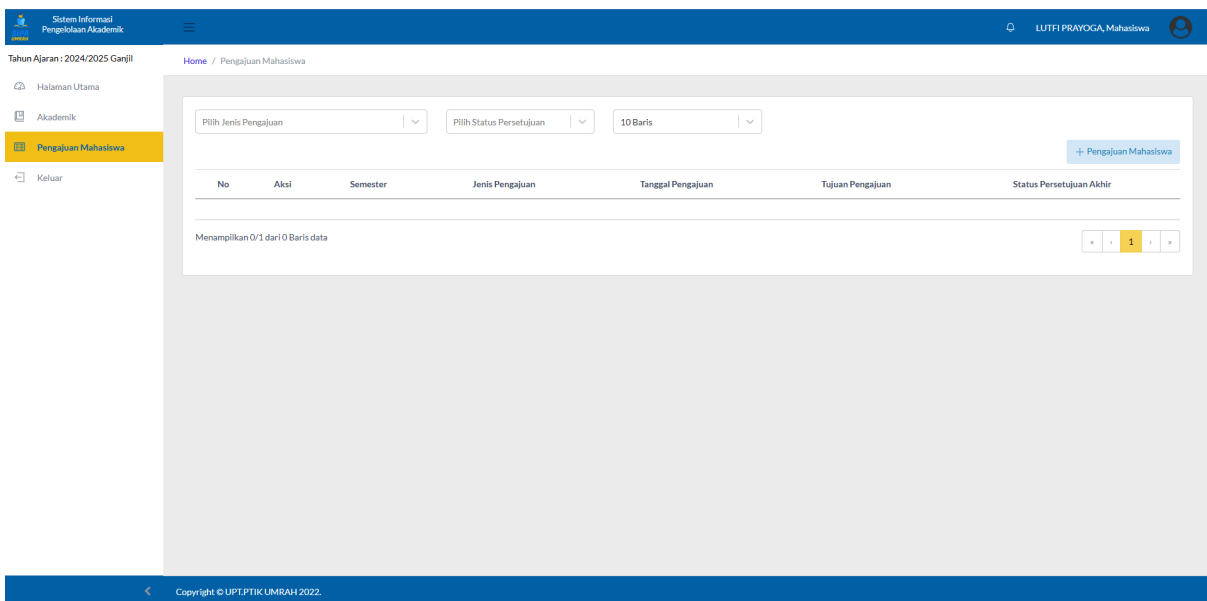 Sistem Informasi
Pengelolaan Akademik
SIPA
UMRAH
LUTFI PRAYOGA, Mahasiswa
Tahun Ajaran : 2024/2025 Ganjil
Home / Pengajuan Mahasiswa
Halaman Utama
Akademik
Pengajuan Mahasiswa
Keluar
Pilih Jenis Pengajuan
Pilih Status Persetujuan
10 Baris
+ Pengajuan Mahasiswa
No Aksi Semester Jenis Pengajuan Tanggal Pengajuan Tujuan Pengajuan Status Persetujuan Akhir
Menampilkan 0/1 dari 0 Baris data
« ‹ 1 › »
Copyright © UPT.PTIK UMRAH 2022.